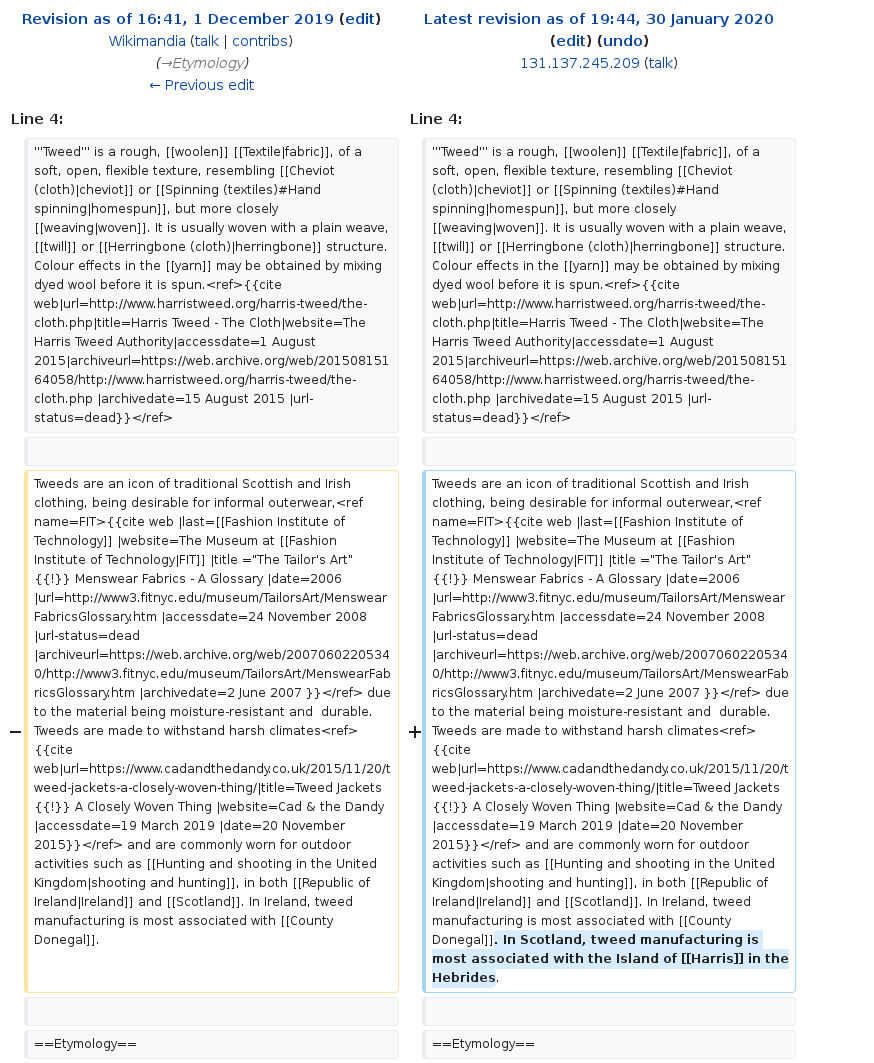 Revision as of 16:41, 1 December 2019 (edit)
Wikimandia (talk | contribs)
(→Etymology)
← Previous edit
Latest revision as of 19:44, 30 January 2020
(edit) (undo)
131.137.245.209 (talk)
Line 4:
'''Tweed''' is a rough, [[woolen]] [[Textile|fabric]], of a
soft, open, flexible texture, resembling [[Cheviot
(cloth)|cheviot]] or [[Spinning (textiles)#Hand
spinning|homespun]], but more closely
[[weaving|woven]]. It is usually woven with a plain weave,
[[twill]] or [[Herringbone (cloth)|herringbone]] structure.
Colour effects in the [[yarn]] may be obtained by mixing
dyed wool before it is spun.<ref>{{cite
web|url=http://www.harristweed.org/harris-tweed/the-
cloth.php|title=Harris Tweed - The Cloth|website=The
Harris Tweed Authority|accessdate=1 August
2015|archiveurl=https://web.archive.org/web/201508151
64058/http://www.harristweed.org/harris-tweed/the-
cloth.php |archivedate=15 August 2015 |url-
status=dead}}</ref>
− Tweeds are an icon of traditional Scottish and Irish
clothing, being desirable for informal outerwear,<ref
name=FIT>{{cite web |last=[[Fashion Institute of
Technology]] |website=The Museum at [[Fashion
Institute of Technology|FIT]] |title ="The Tailor's Art"
{{!}} Menswear Fabrics - A Glossary |date=2006
|url=http://www3.fitnyc.edu/museum/TailorsArt/Menswear
FabricsGlossary.htm |accessdate=24 November 2008
|url-status=dead
|archiveurl=https://web.archive.org/web/2007060220534
0/http://www3.fitnyc.edu/museum/TailorsArt/MenswearFab
ricsGlossary.htm |archivedate=2 June 2007 }}</ref> due
to the material being moisture-resistant and  durable.
Tweeds are made to withstand harsh climates<ref>
{{cite
web|url=https://www.cadandthedandy.co.uk/2015/11/20/t
weed-jackets-a-closely-woven-thing/|title=Tweed Jackets
{{!}} A Closely Woven Thing |website=Cad & the Dandy
|accessdate=19 March 2019 |date=20 November
2015}}</ref> and are commonly worn for outdoor
activities such as [[Hunting and shooting in the United
Kingdom|shooting and hunting]], in both [[Republic of
Ireland|Ireland]] and [[Scotland]]. In Ireland, tweed
manufacturing is most associated with [[County
Donegal]].
==Etymology==
Line 4:
'''Tweed''' is a rough, [[woolen]] [[Textile|fabric]], of a
soft, open, flexible texture, resembling [[Cheviot
(cloth)|cheviot]] or [[Spinning (textiles)#Hand
spinning|homespun]], but more closely
[[weaving|woven]]. It is usually woven with a plain weave,
[[twill]] or [[Herringbone (cloth)|herringbone]] structure.
Colour effects in the [[yarn]] may be obtained by mixing
dyed wool before it is spun.<ref>{{cite
web|url=http://www.harristweed.org/harris-tweed/the-
cloth.php|title=Harris Tweed - The Cloth|website=The
Harris Tweed Authority|accessdate=1 August
2015|archiveurl=https://web.archive.org/web/201508151
64058/http://www.harristweed.org/harris-tweed/the-
cloth.php |archivedate=15 August 2015 |url-
status=dead}}</ref>
+ Tweeds are an icon of traditional Scottish and Irish
clothing, being desirable for informal outerwear,<ref
name=FIT>{{cite web |last=[[Fashion Institute of
Technology]] |website=The Museum at [[Fashion
Institute of Technology|FIT]] |title ="The Tailor's Art"
{{!}} Menswear Fabrics - A Glossary |date=2006
|url=http://www3.fitnyc.edu/museum/TailorsArt/Menswear
FabricsGlossary.htm |accessdate=24 November 2008
|url-status=dead
|archiveurl=https://web.archive.org/web/2007060220534
0/http://www3.fitnyc.edu/museum/TailorsArt/MenswearFab
ricsGlossary.htm |archivedate=2 June 2007 }}</ref> due
to the material being moisture-resistant and  durable.
Tweeds are made to withstand harsh climates<ref>
{{cite
web|url=https://www.cadandthedandy.co.uk/2015/11/20/t
weed-jackets-a-closely-woven-thing/|title=Tweed Jackets
{{!}} A Closely Woven Thing |website=Cad & the Dandy
|accessdate=19 March 2019 |date=20 November
2015}}</ref> and are commonly worn for outdoor
activities such as [[Hunting and shooting in the United
Kingdom|shooting and hunting]], in both [[Republic of
Ireland|Ireland]] and [[Scotland]]. In Ireland, tweed
manufacturing is most associated with [[County
Donegal]]. In Scotland, tweed manufacturing is
most associated with the Island of [[Harris]] in the
Hebrides.
==Etymology==